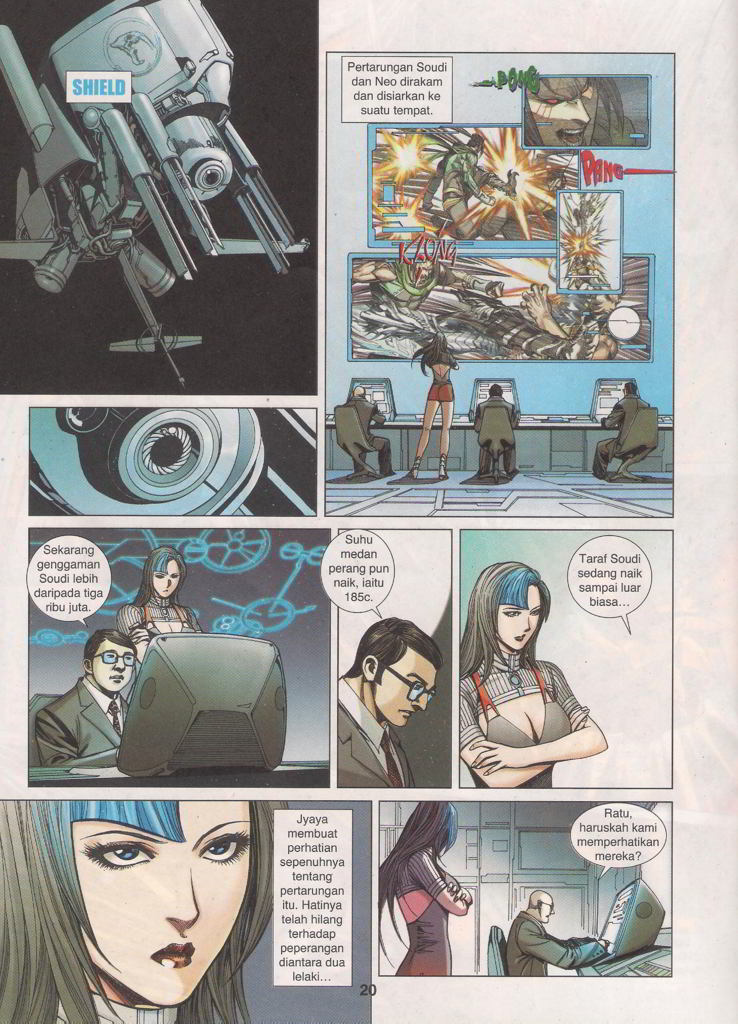 SHIELD
Pertarungan Soudi
dan Neo dirakam
dan disiarkan ke
suatu tempat.
PONG
PANG
KLONG
Sekarang
genggaman
Soudi lebih
daripada tiga
ribu juta.
Suhu
medan
perang pun
naik, iaitu
185c.
Taraf Soudi
sedang naik
sampai luar
biasa...
Jyaya
membuat
perhatian
sepenuhnya
tentang
pertarungan
itu. Hatinya
telah hilang
terhadap
peperangan
diantara dua
lelaki...
Ratu,
haruskah kami
memperhatikan
mereka?
20